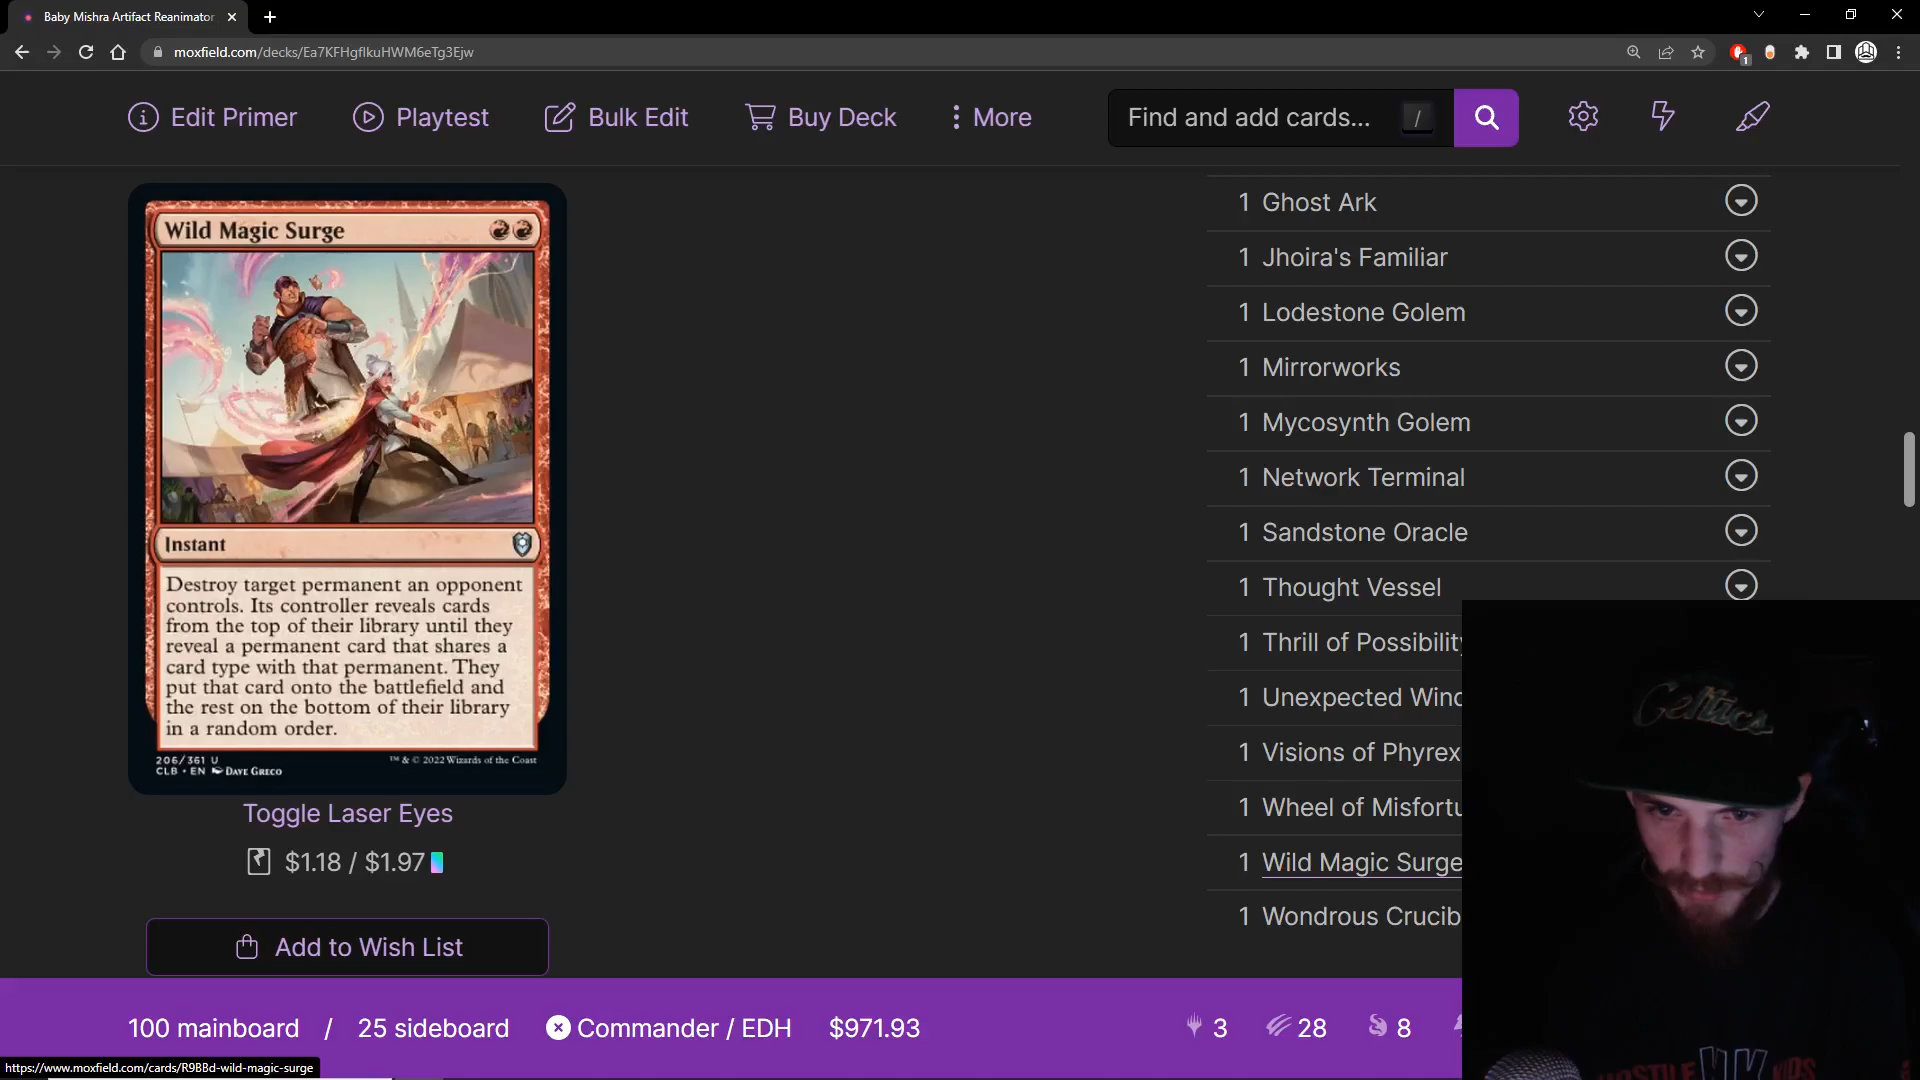 Baby Mishra Artifact Reanimator
moxfield.com/decks/Ea7KFHgflkuHWM6eTg3Ejw
1
Edit Primer
Playtest
Bulk Edit
Buy Deck
More
Find and add cards...
/
Wild Magic Surge
Instant
Destroy target permanent an opponent
controls. Its controller reveals cards
from the top of their library until they
reveal a permanent card that shares a
card type with that permanent. They
put that card onto the battlefield and
the rest on the bottom of their library
in a random order.
206/361 U
CLB • EN DAVE GRECO
™ & © 2022 Wizards of the Coast
Toggle Laser Eyes
$1.18 / $1.97
Add to Wish List
1 Ghost Ark
1 Jhoira's Familiar
1 Lodestone Golem
1 Mirrorworks
1 Mycosynth Golem
1 Network Terminal
1 Sandstone Oracle
1 Thought Vessel
1 Thrill of Possibility
1 Unexpected Wind
1 Visions of Phyrex
1 Wheel of Misfortu
1 Wild Magic Surge
1 Wondrous Crucib
Celtics
HOSTILE
KIDS
100 mainboard / 25 sideboard
Commander / EDH
$971.93
3
28
8
https://www.moxfield.com/cards/R9BBd-wild-magic-surge